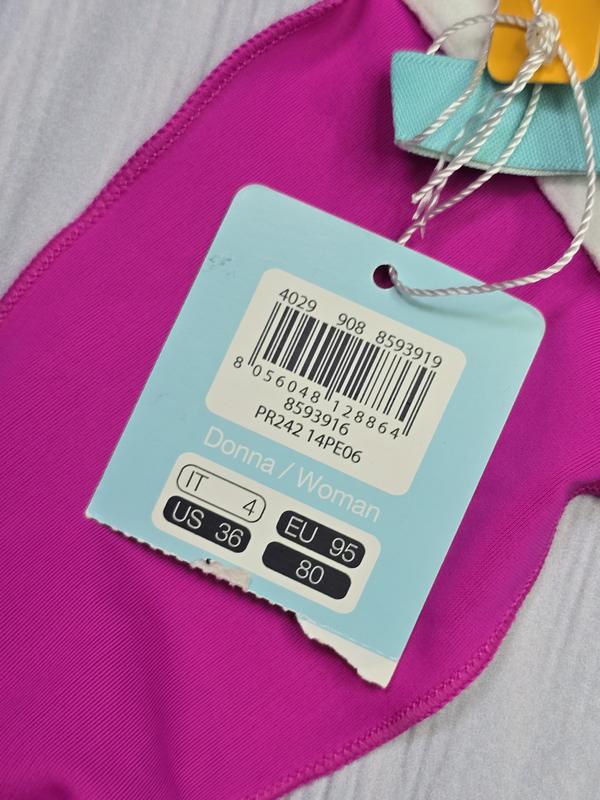 4029 908 8593919
8 056048 128864
8593916
PR242 14PE06
Donna / Woman
IT 4
EU 95
US 36
80